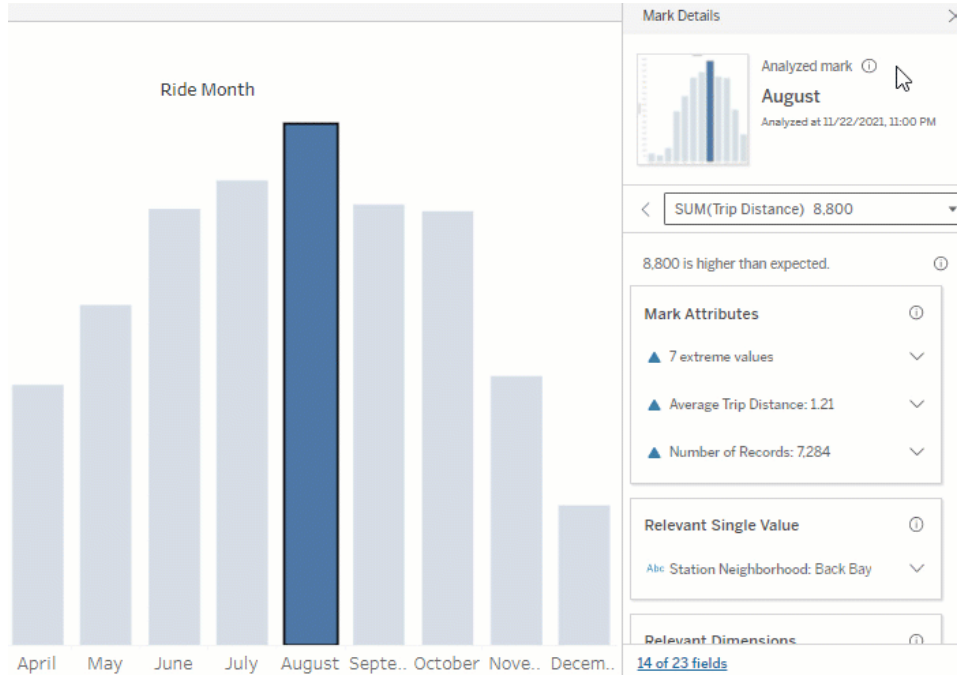 Mark Details
Ride Month
Analyzed mark
August
Analyzed at 11/22/2021, 11:00 PM
SUM(Trip Distance) 8,800
8,800 is higher than expected.
Mark Attributes
7 extreme values
Average Trip Distance: 1.21
Number of Records: 7,284
Relevant Single Value
Abc Station Neighborhood: Back Bay
Relevant Dimensions
April May June July August Septe.. October Nove.. Decem..
14 of 23 fields